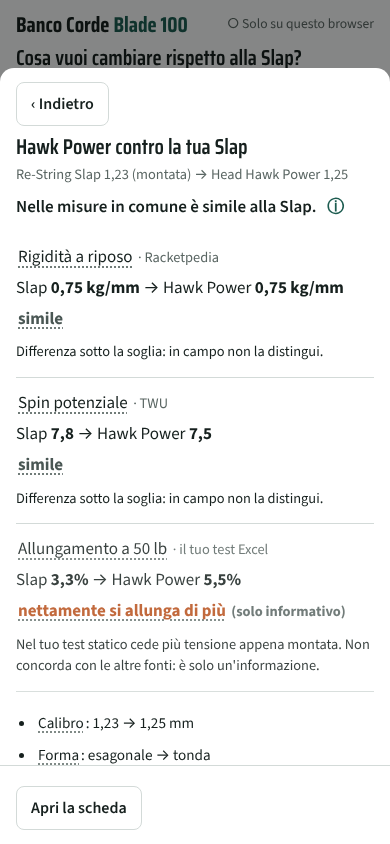 Banco Corde Blade 100
Solo su questo browser
Cosa vuoi cambiare rispetto alla Slap?
‹ Indietro
Hawk Power contro la tua Slap
Re-String Slap 1,23 (montata) → Head Hawk Power 1,25
Nelle misure in comune è simile alla Slap. ⓘ
Rigidità a riposo · Racketpedia
Slap 0,75 kg/mm → Hawk Power 0,75 kg/mm
simile
Differenza sotto la soglia: in campo non la distingui.
Spin potenziale · TWU
Slap 7,8 → Hawk Power 7,5
simile
Differenza sotto la soglia: in campo non la distingui.
Allungamento a 50 lb · il tuo test Excel
Slap 3,3% → Hawk Power 5,5%
nettamente si allunga di più (solo informativo)
Nel tuo test statico cede più tensione appena montata. Non
concorda con le altre fonti: è solo un'informazione.
• Calibro: 1,23 → 1,25 mm
• Forma: esagonale → tonda
Apri la scheda